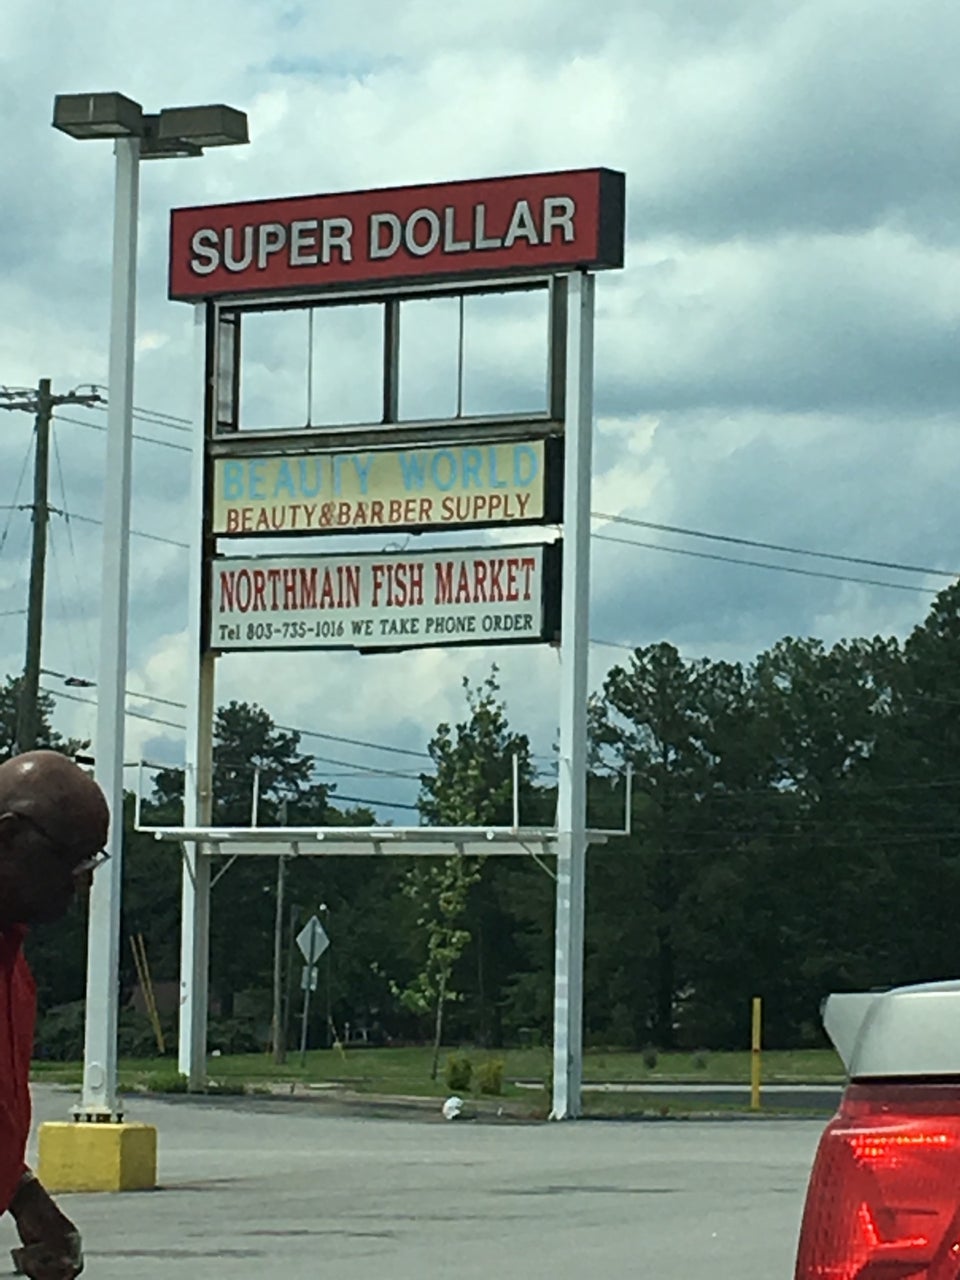 SUPER DOLLAR
BEAUTY WORLD
BEAUTY&BARBER SUPPLY
NORTHMAIN FISH MARKET
Tel 803-735-1016 WE TAKE PHONE ORDER